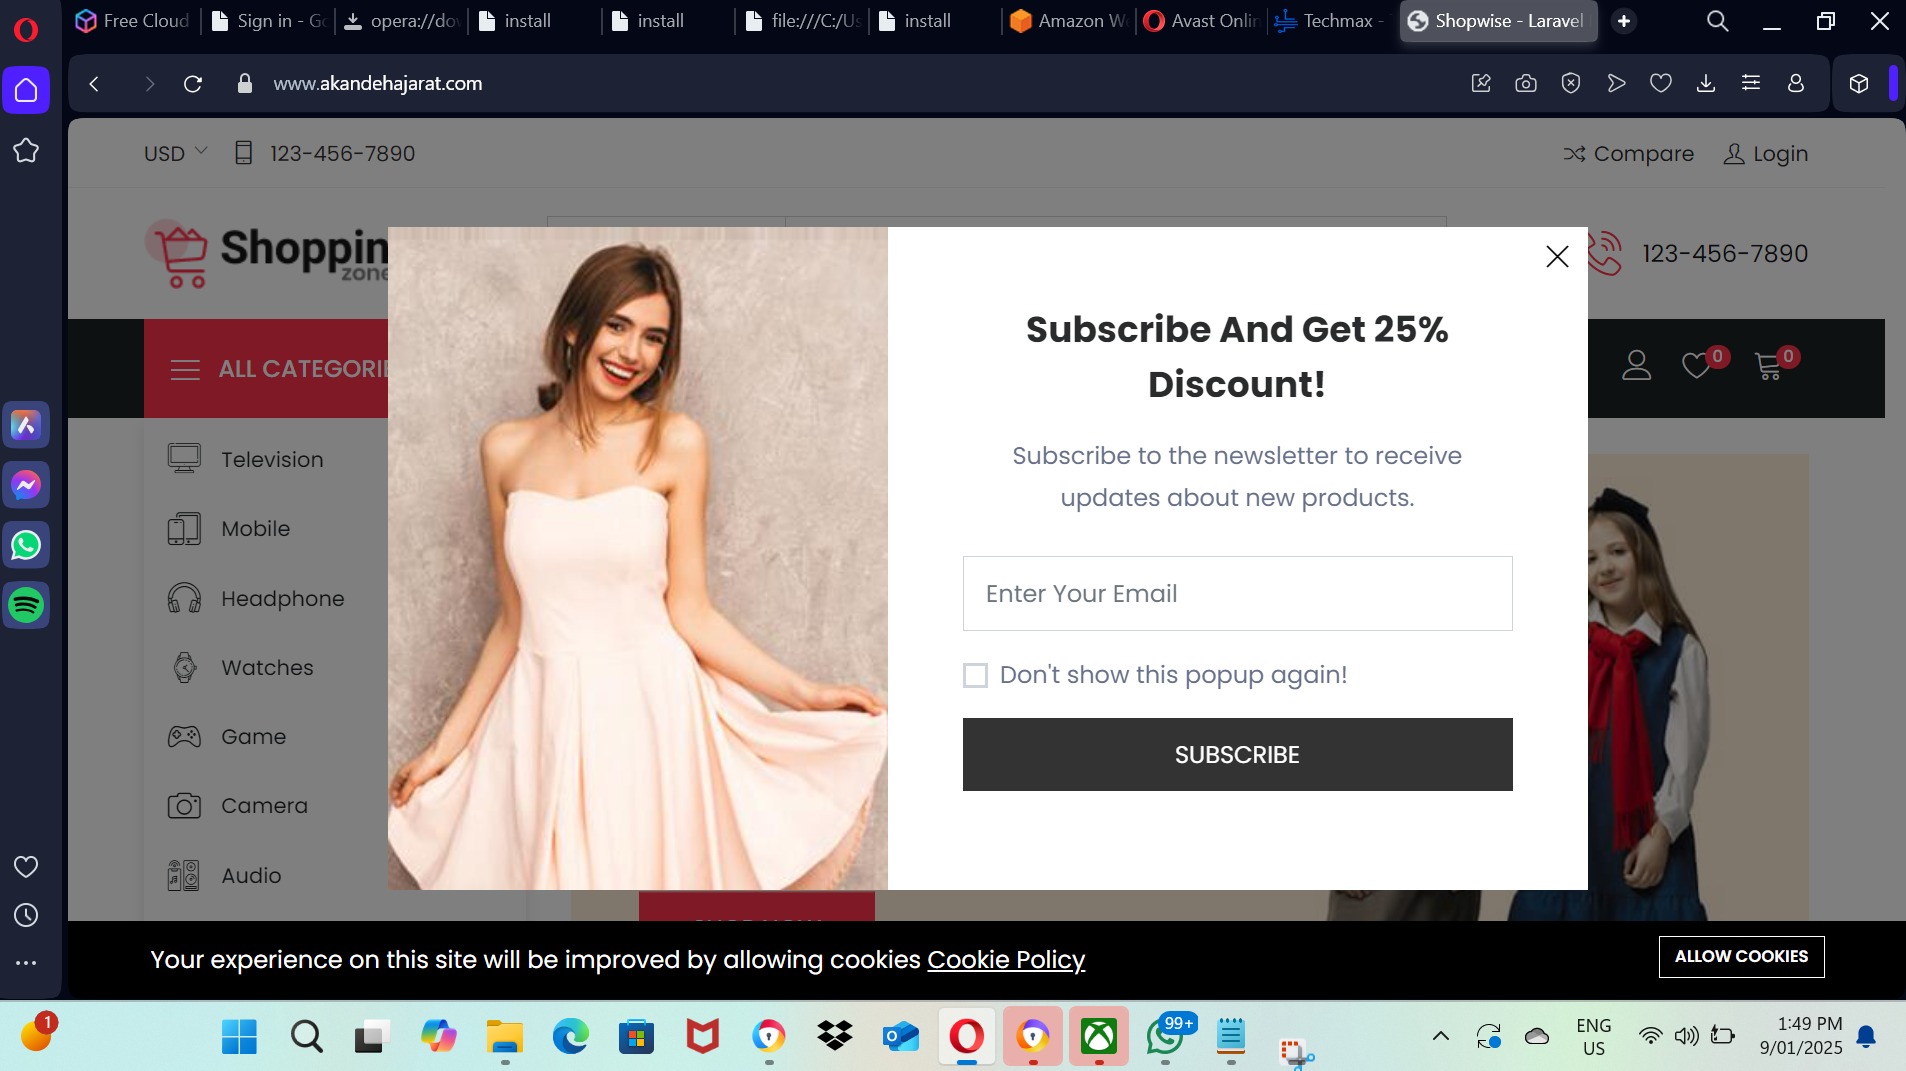 Free Cloud
Sign in - Go
opera://dov
install
install
file:///C:/Us
install
Amazon We
Avast Onlin
Techmax -
Shopwise - Laravel
www.akandehajarat.com
USD
123-456-7890
Compare
Login
Shoppin
zone
123-456-7890
ALL CATEGORIE
0
0
Television
Mobile
Headphone
Watches
Game
Camera
Audio
Subscribe And Get 25%
Discount!
Subscribe to the newsletter to receive
updates about new products.
Enter Your Email
Don't show this popup again!
SUBSCRIBE
Your experience on this site will be improved by allowing cookies Cookie Policy
ALLOW COOKIES
1
99+
ENG
US
1:49 PM
9/01/2025